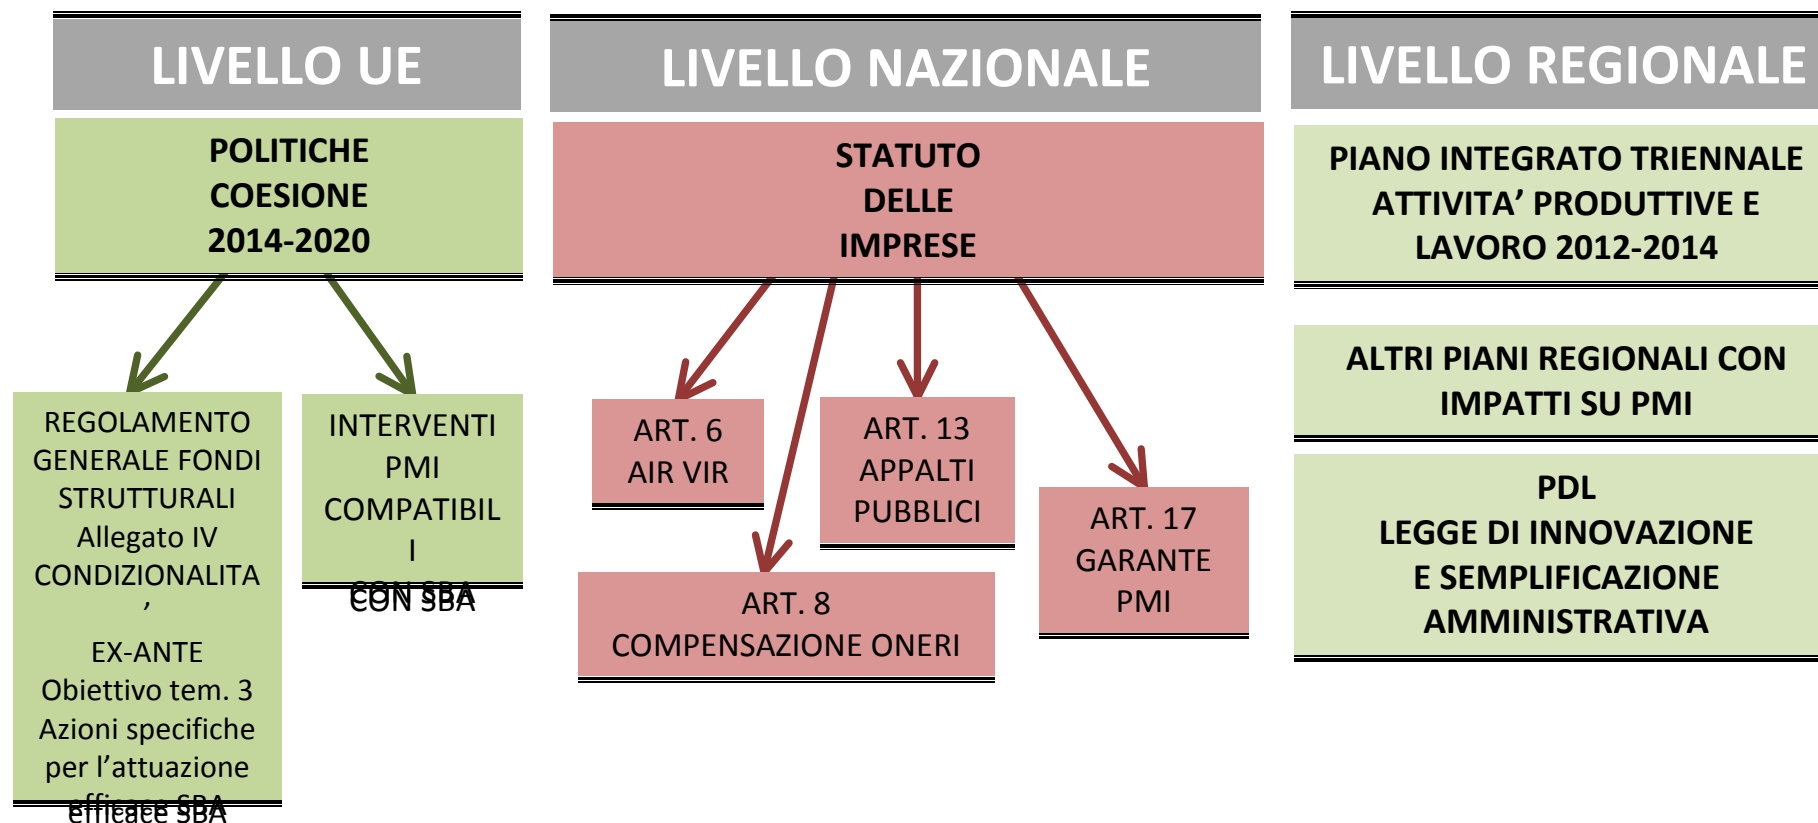 LIVELLO UE
POLITICHE
COESIONE
2014-2020
REGOLAMENTO
GENERALE FONDI
STRUTTURALI
Allegato IV
CONDIZIONALITA
’
EX-ANTE
Obiettivo tem. 3
Azioni specifiche
per l’attuazione
efficace SBA
INTERVENTI
PMI
COMPATIBIL
I
CON SBA
LIVELLO NAZIONALE
STATUTO
DELLE
IMPRESE
ART. 6
AIR VIR
ART. 8
COMPENSAZIONE ONERI
ART. 13
APPALTI
PUBBLICI
ART. 17
GARANTE
PMI
LIVELLO REGIONALE
PIANO INTEGRATO TRIENNALE
ATTIVITA’ PRODUTTIVE E
LAVORO 2012-2014
ALTRI PIANI REGIONALI CON
IMPATTI SU PMI
PDL
LEGGE DI INNOVAZIONE
E SEMPLIFICAZIONE
AMMINISTRATIVA